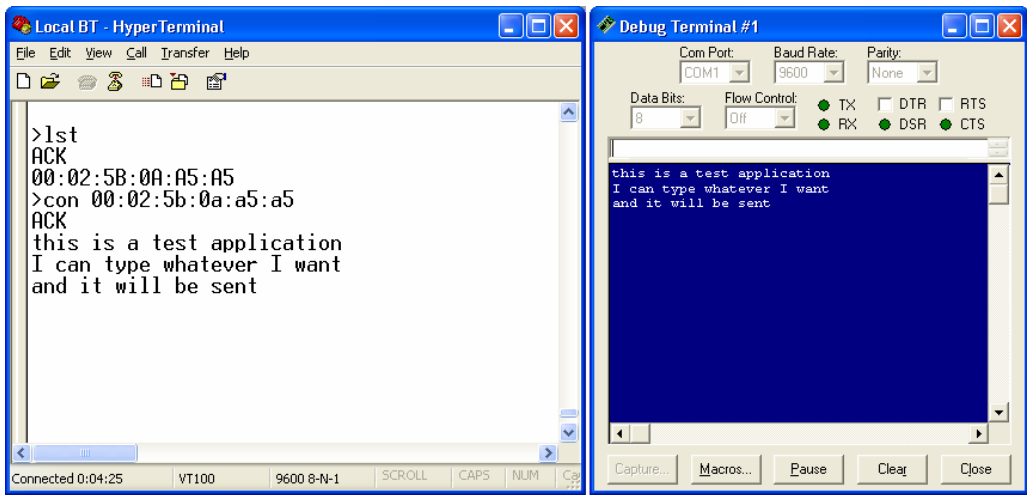 Local BT - HyperTerminal
File Edit View Call Transfer Help
>lst
ACK
00:02:5B:0A:A5:A5
>con 00:02:5b:0a:a5:a5
ACK
this is a test application
I can type whatever I want
and it will be sent
Connected 0:04:25 VT100 9600 8-N-1 SCROLL CAPS NUM
Debug Terminal #1
Com Port: Baud Rate: Parity:
COM1 9600 None
Data Bits: Flow Control: TX DTR RTS
8 Off RX DSR CTS
this is a test application
I can type whatever I want
and it will be sent
Capture... Macros... Pause Clear Close